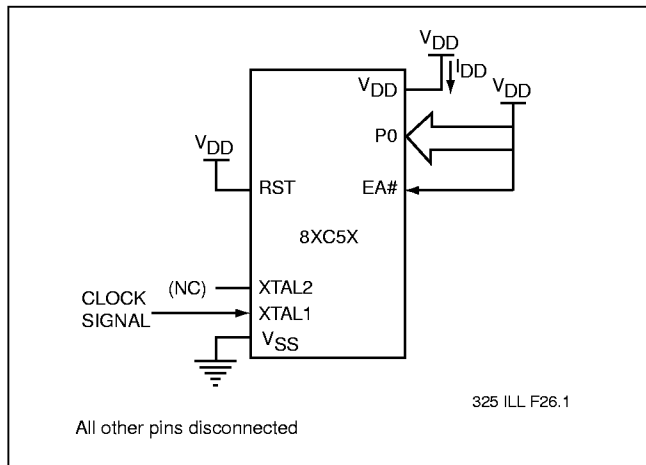 VDD
IDD
VDD
VDD
P0
VDD
RST
EA#
8XC5X
(NC)
XTAL2
CLOCK
SIGNAL
XTAL1
VSS
325 ILL F26.1
All other pins disconnected